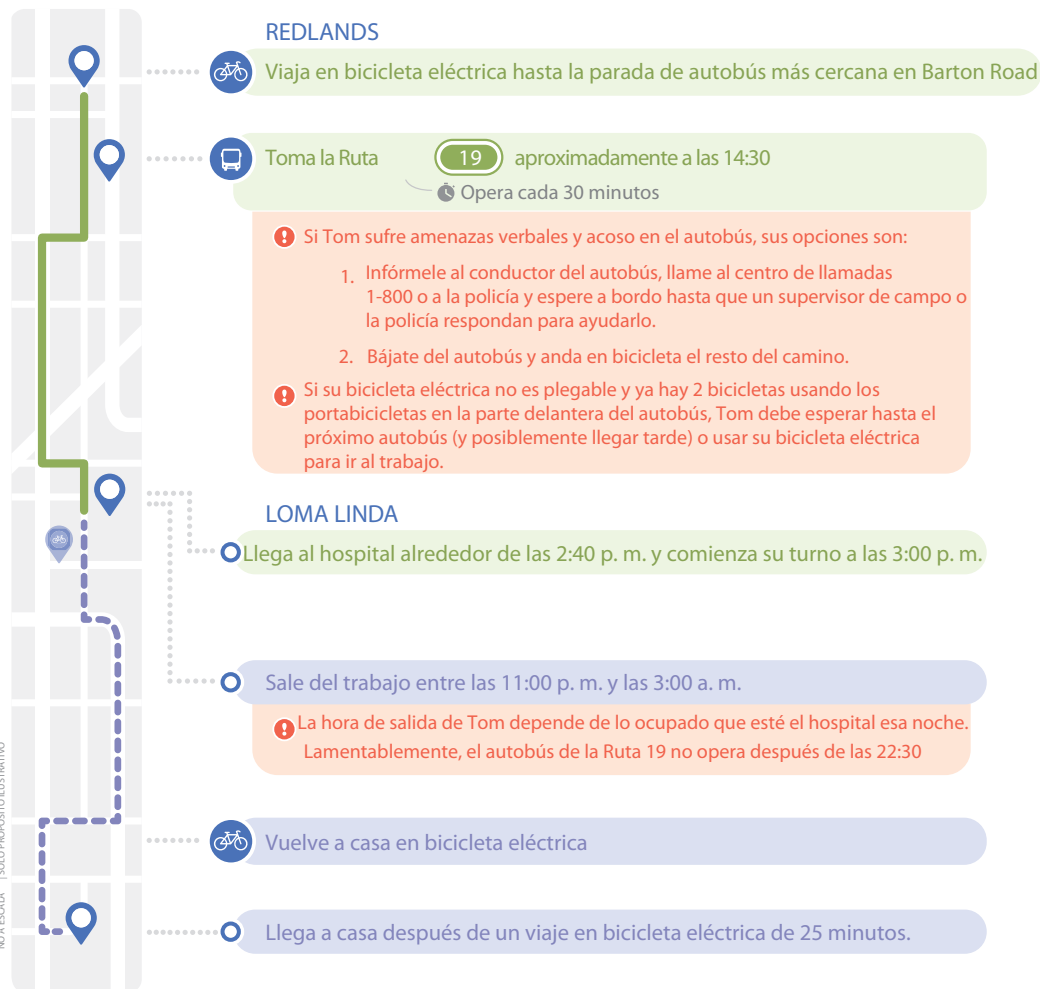 REDLANDS
Viaja en bicicleta eléctrica hasta la parada de autobús más cercana en Barton Road
Toma la Ruta 19 aproximadamente a las 14:30
Opera cada 30 minutos
Si Tom sufre amenazas verbales y acoso en el autobús, sus opciones son:
1. Infórmele al conductor del autobús, llame al centro de llamadas
1-800 o a la policía y espere a bordo hasta que un supervisor de campo o
la policía respondan para ayudarlo.
2. Bájate del autobús y anda en bicicleta el resto del camino.
Si su bicicleta eléctrica no es plegable y ya hay 2 bicicletas usando los
portabicicletas en la parte delantera del autobús, Tom debe esperar hasta el
próximo autobús (y posiblemente llegar tarde) o usar su bicicleta eléctrica
para ir al trabajo.
LOMA LINDA
Llega al hospital alrededor de las 2:40 p. m. y comienza su turno a las 3:00 p. m.
Sale del trabajo entre las 11:00 p. m. y las 3:00 a. m.
La hora de salida de Tom depende de lo ocupado que esté el hospital esa noche.
Lamentablemente, el autobús de la Ruta 19 no opera después de las 22:30
Vuelve a casa en bicicleta eléctrica
Llega a casa después de un viaje en bicicleta eléctrica de 25 minutos.
NO A ESCALA | SOLO PROPÓSITO ILUSTRATIVO